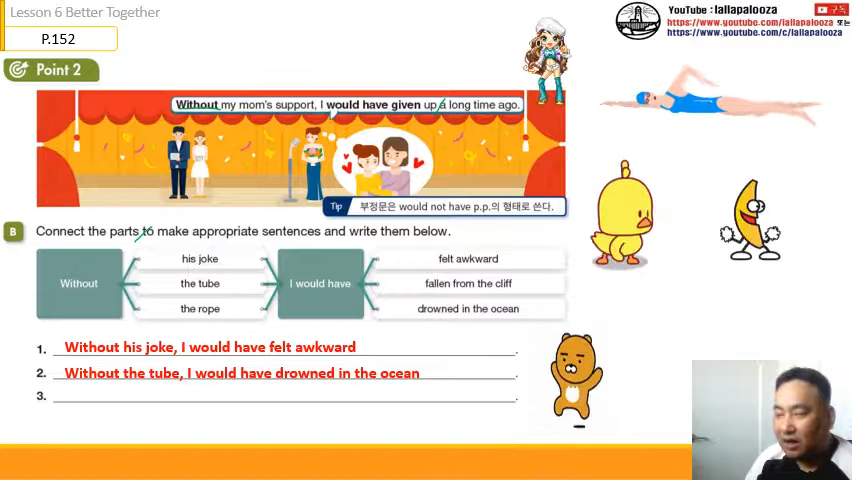 Lesson 6 Better Together
P.152
YouTube : lallapalooza
구독
https://www.youtube.com/lallapalooza 또는
https://www.youtube.com/c/lallapalooza
Point 2
Without my mom's support, I would have given up a long time ago.
Tip 부정문은 would not have p.p.의 형태로 쓴다.
B Connect the parts to make appropriate sentences and write them below.
his joke felt awkward
Without the tube I would have fallen from the cliff
the rope drowned in the ocean
1. Without his joke, I would have felt awkward .
2. Without the tube, I would have drowned in the ocean .
3. .